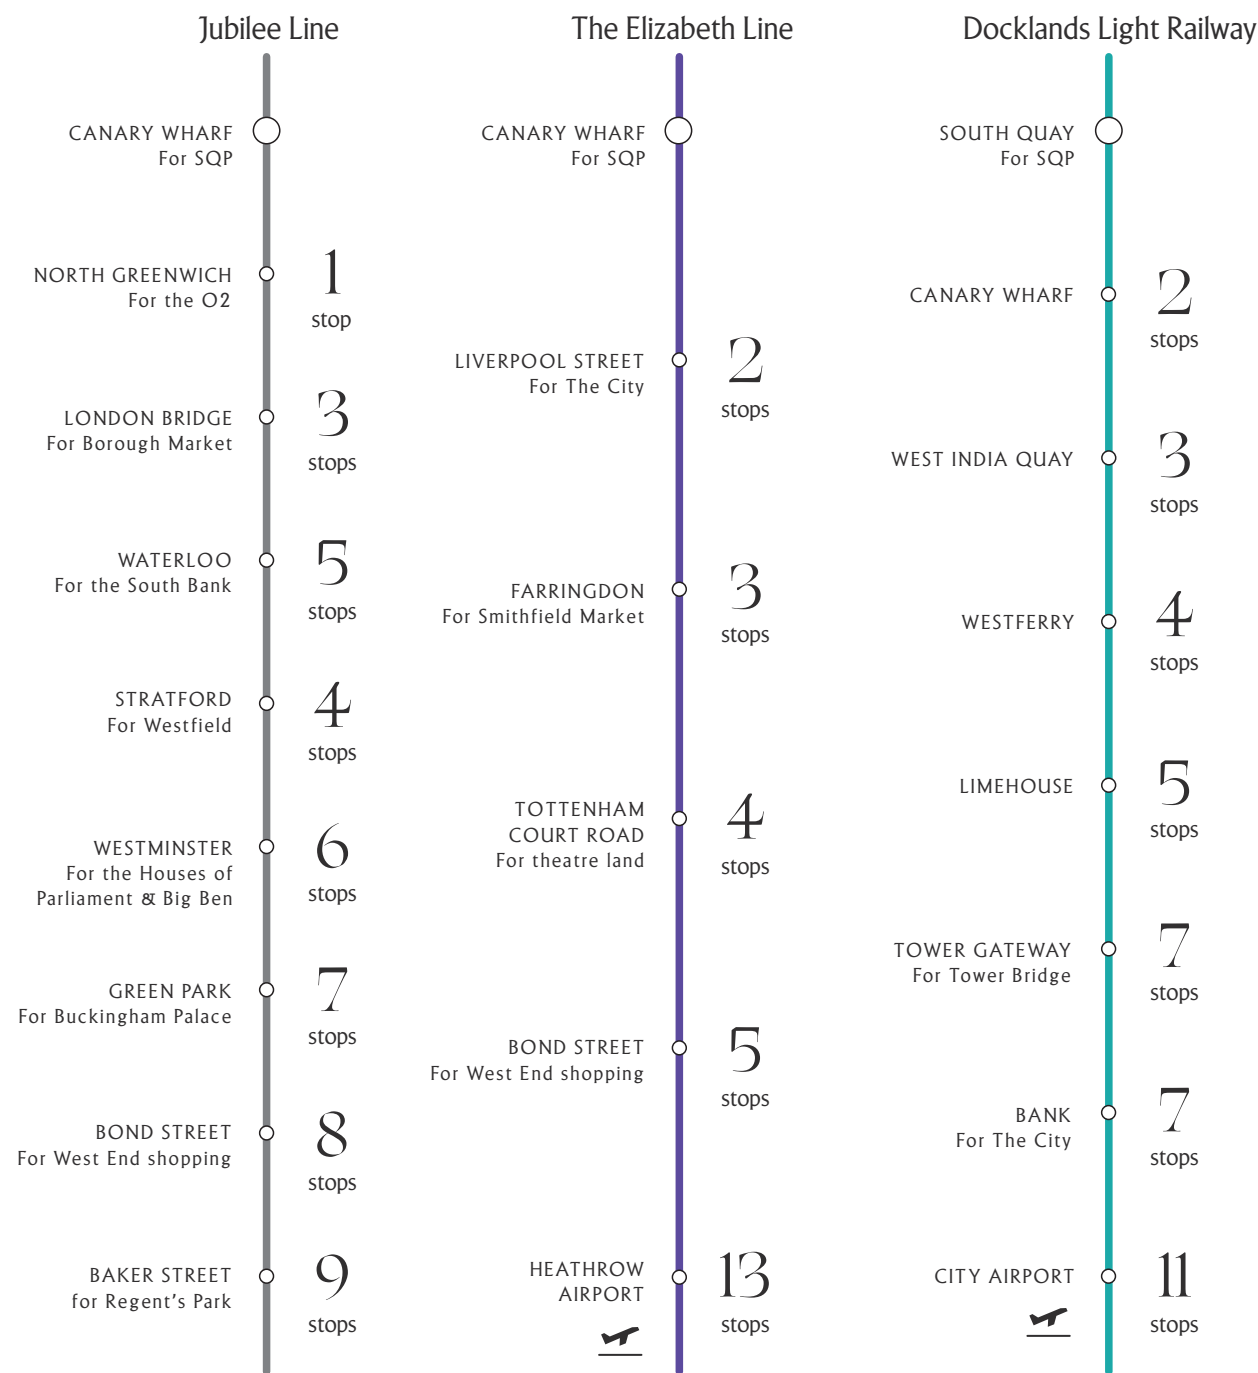 Jubilee Line
CANARY WHARF
For SQP
NORTH GREENWICH
For the O2
1
stop
LONDON BRIDGE
For Borough Market
3
stops
WATERLOO
For the South Bank
5
stops
STRATFORD
For Westfield
4
stops
WESTMINSTER
For the Houses of
Parliament & Big Ben
6
stops
GREEN PARK
For Buckingham Palace
7
stops
BOND STREET
For West End shopping
8
stops
BAKER STREET
for Regent's Park
9
stops
The Elizabeth Line
CANARY WHARF
For SQP
LIVERPOOL STREET
For The City
2
stops
FARRINGDON
For Smithfield Market
3
stops
TOTTENHAM
COURT ROAD
For theatre land
4
stops
BOND STREET
For West End shopping
5
stops
HEATHROW
AIRPORT
13
stops
Docklands Light Railway
SOUTH QUAY
For SQP
CANARY WHARF
2
stops
WEST INDIA QUAY
3
stops
WESTFERRY
4
stops
LIMEHOUSE
5
stops
TOWER GATEWAY
For Tower Bridge
7
stops
BANK
For The City
7
stops
CITY AIRPORT
11
stops